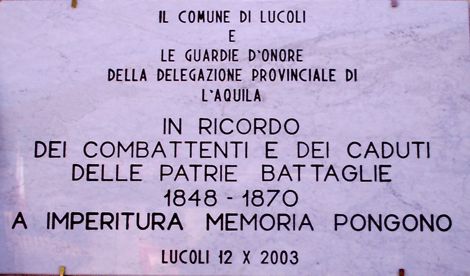 IL COMUNE DI LUCOLI
E
LE GUARDIE D'ONORE
DELLA DELEGAZIONE PROVINCIALE DI
L'AQUILA
IN RICORDO
DEI COMBATTENTI E DEI CADUTI
DELLE PATRIE BATTAGLIE
1848 - 1870
A IMPERITURA MEMORIA PONGONO
LUCOLI 12 X 2003